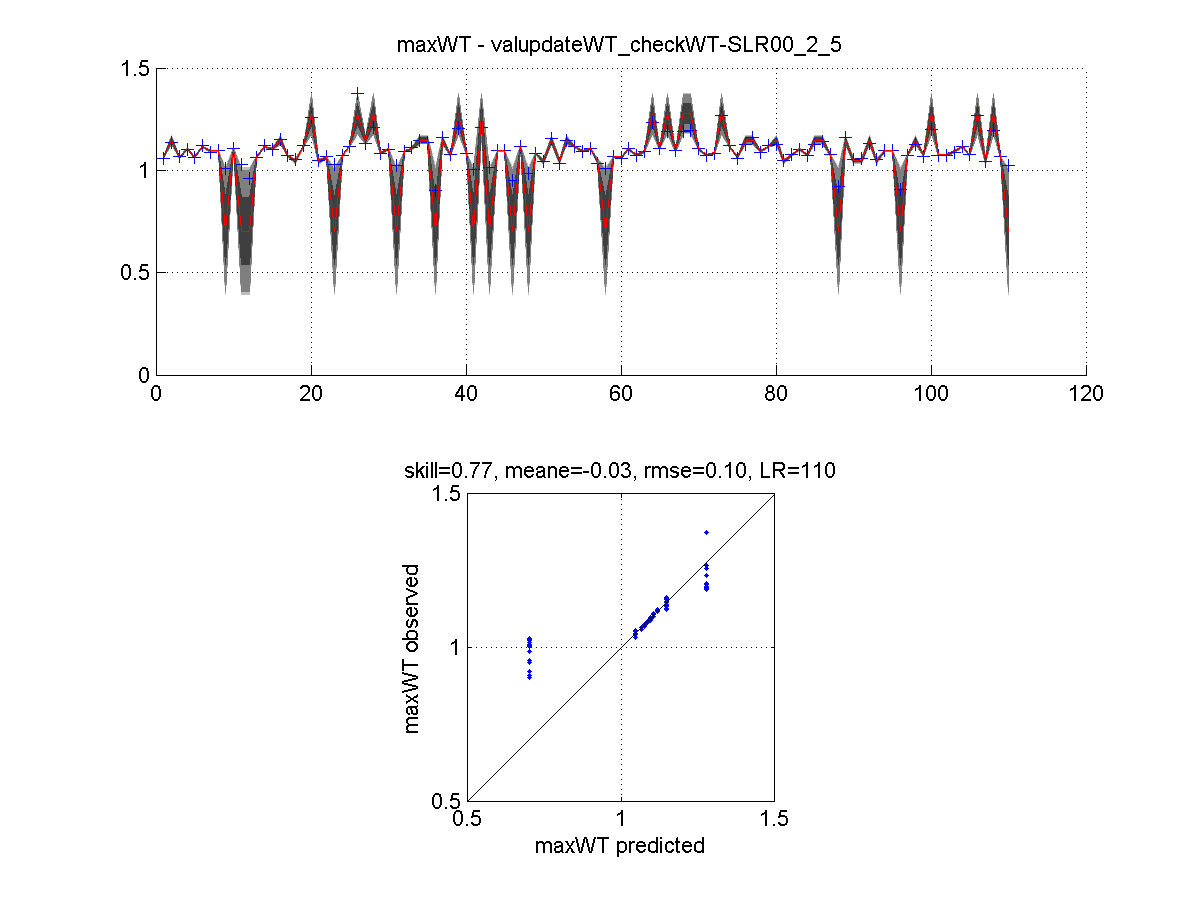 maxWT - valupdateWT_checkWT-SLR00_2_5
1.5
1
0.5
0
0 20 40 60 80 100 120
skill=0.77, meane=-0.03, rmse=0.10, LR=110
1.5
1
0.5
maxWT observed
0.5 1 1.5
maxWT predicted